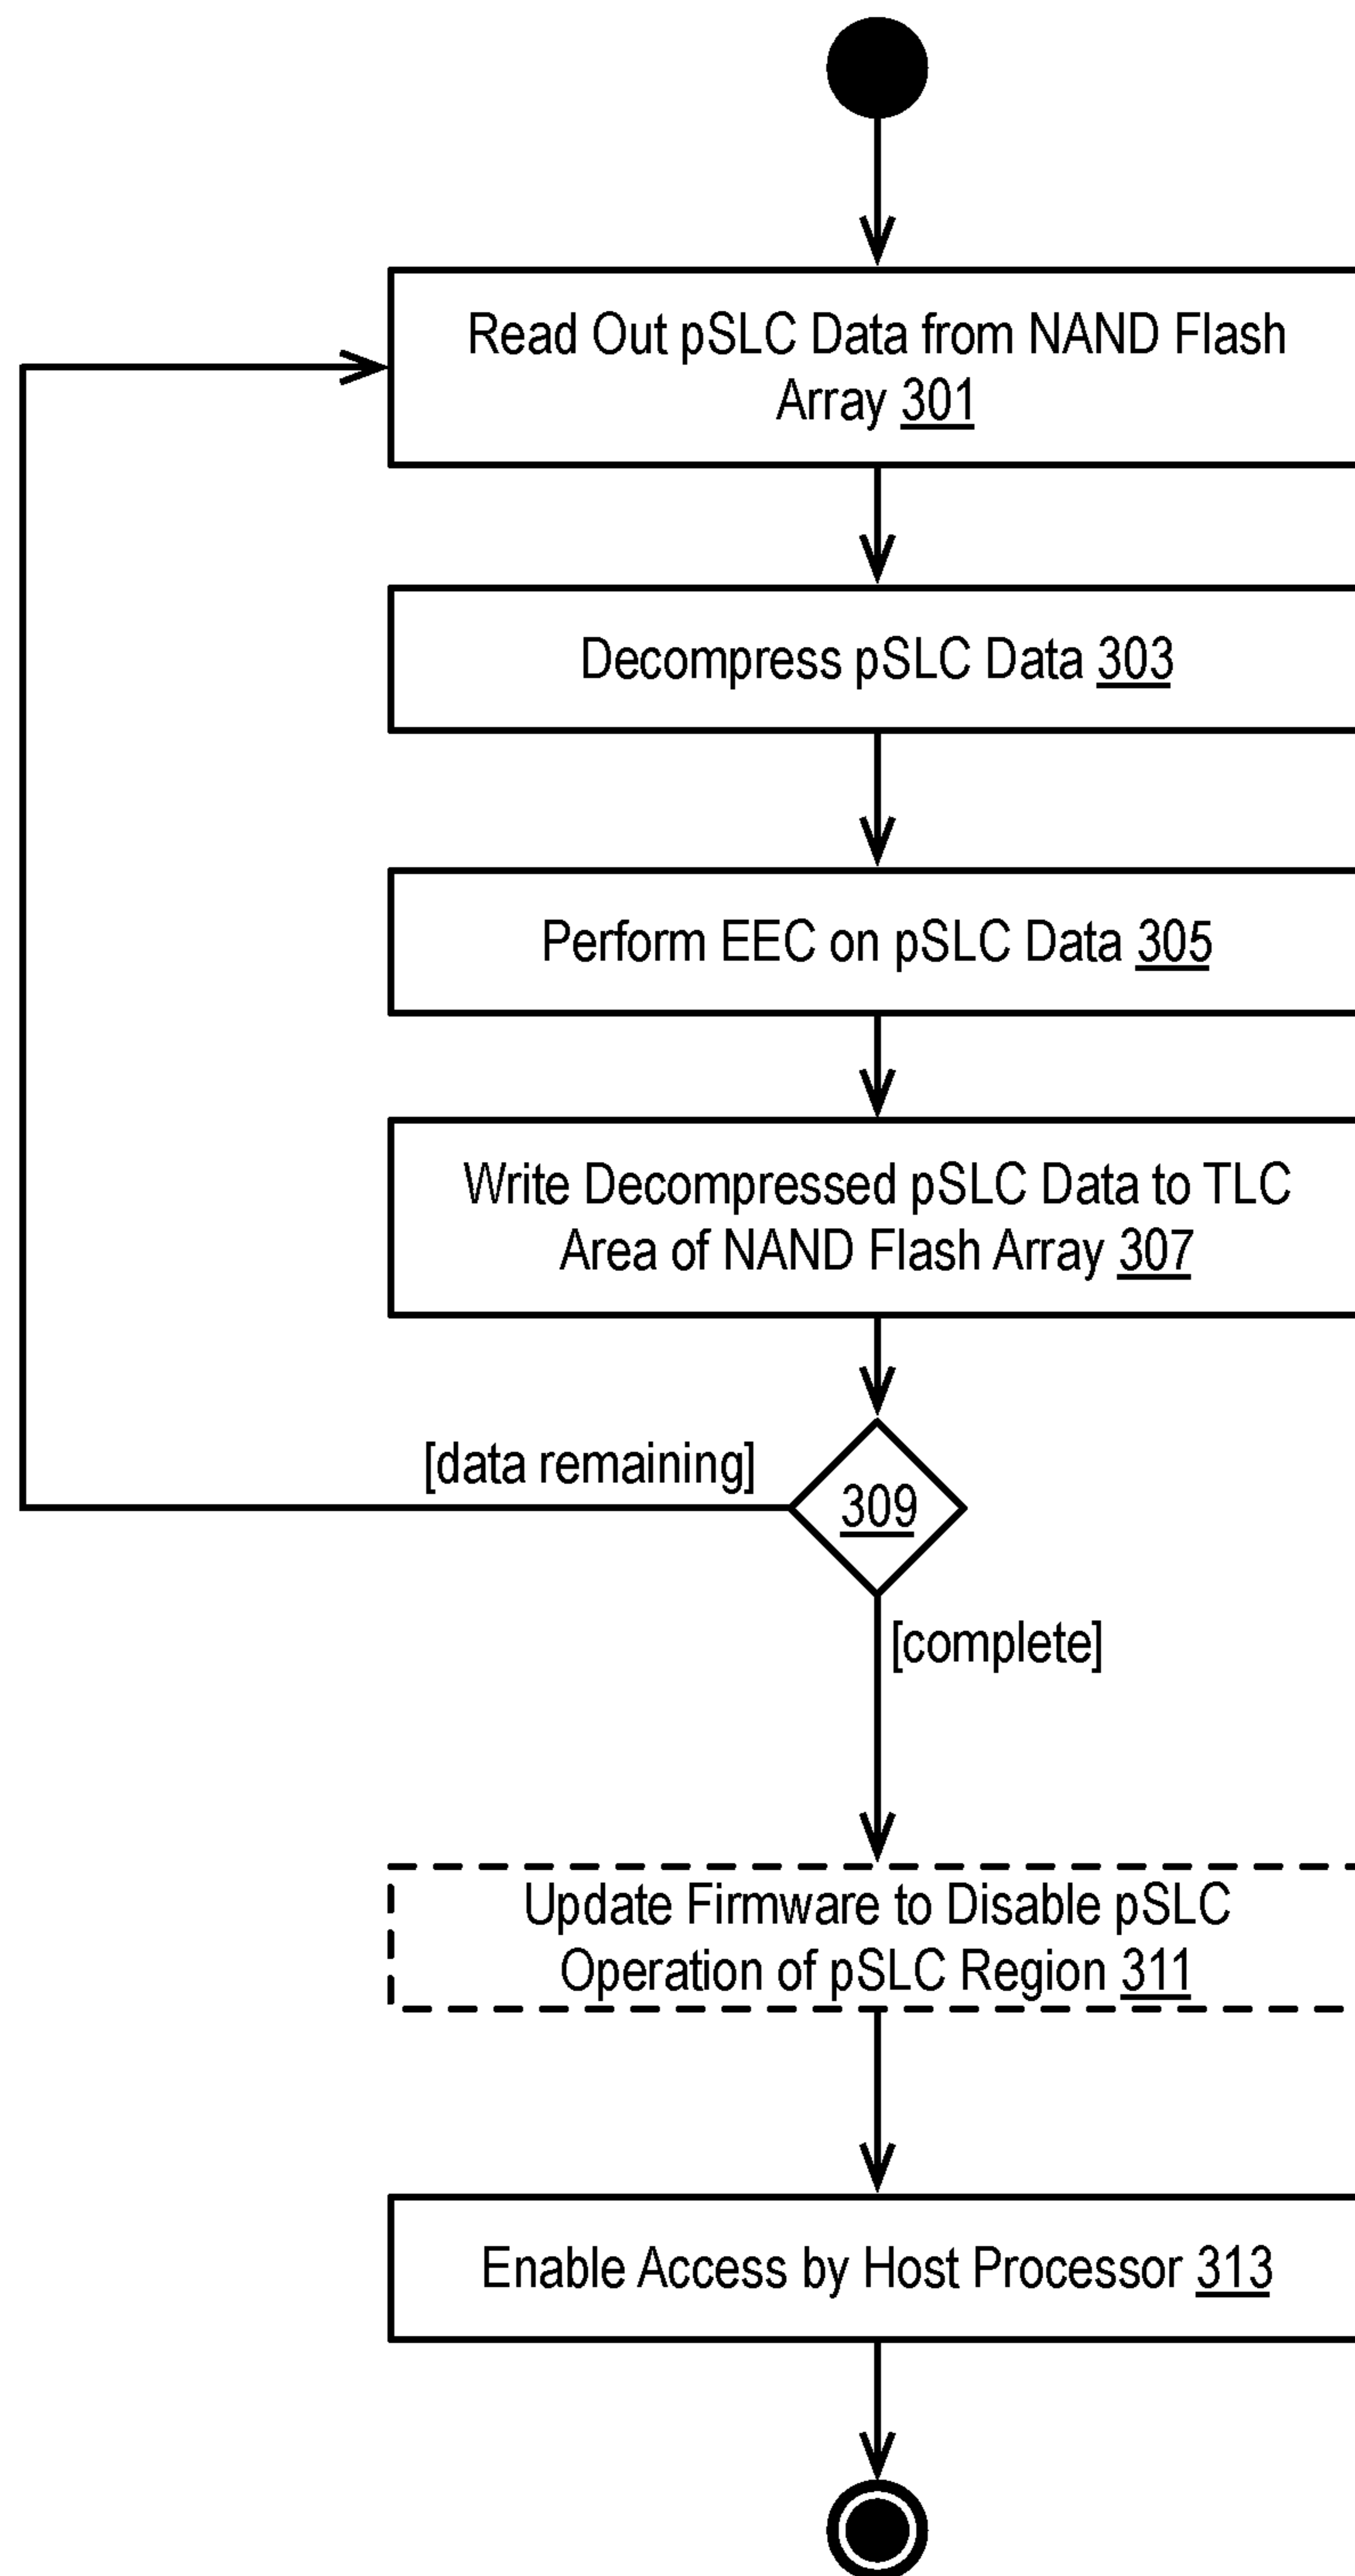 Read Out pSLC Data from NAND Flash
Array 301
Decompress pSLC Data 303
Perform EEC on pSLC Data 305
Write Decompressed pSLC Data to TLC
Area of NAND Flash Array 307
[data remaining]
309
[complete]
Update Firmware to Disable pSLC
Operation of pSLC Region 311
Enable Access by Host Processor 313